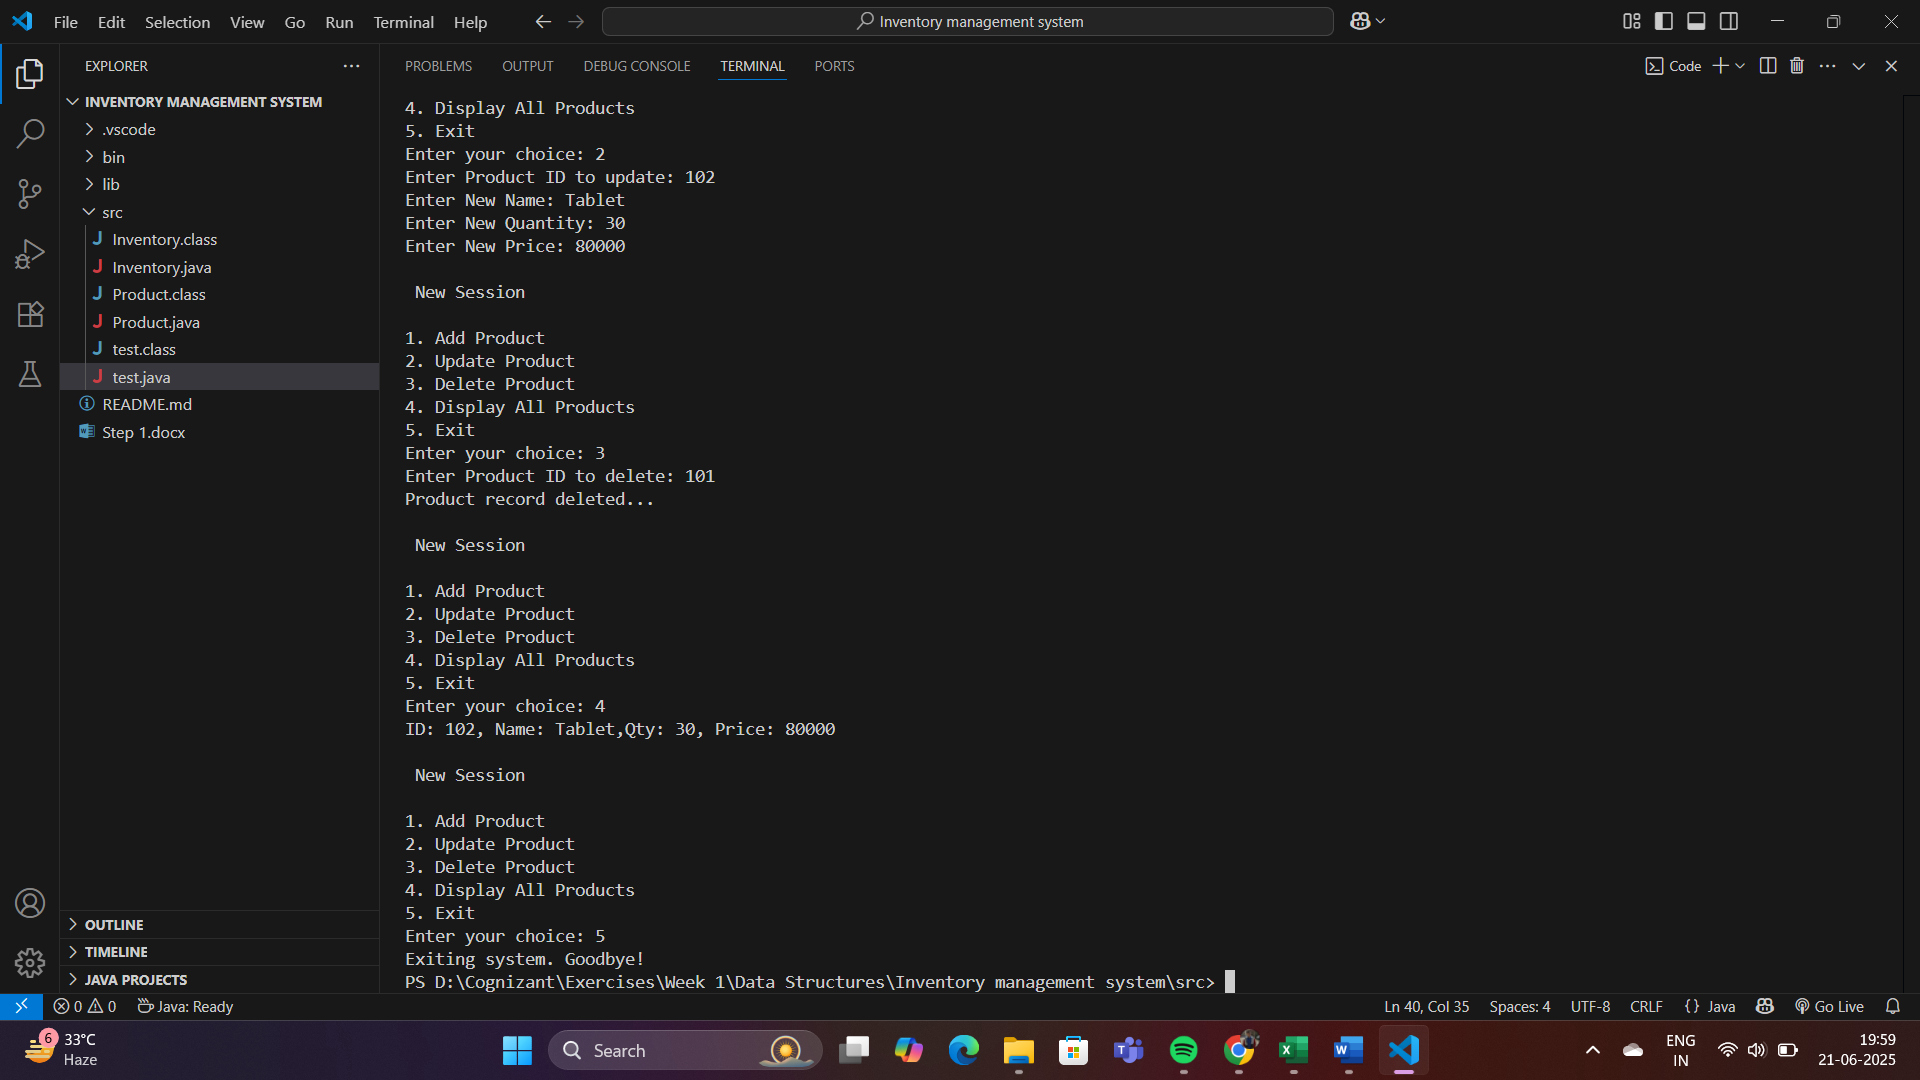 File Edit Selection View Go Run Terminal Help
Inventory management system
EXPLORER
INVENTORY MANAGEMENT SYSTEM
.vscode
bin
lib
src
J Inventory.class
J Inventory.java
J Product.class
J Product.java
J test.class
J test.java
README.md
Step 1.docx
OUTLINE
TIMELINE
JAVA PROJECTS
PROBLEMS OUTPUT DEBUG CONSOLE TERMINAL PORTS
Code
4. Display All Products
5. Exit
Enter your choice: 2
Enter Product ID to update: 102
Enter New Name: Tablet
Enter New Quantity: 30
Enter New Price: 80000
New Session
1. Add Product
2. Update Product
3. Delete Product
4. Display All Products
5. Exit
Enter your choice: 3
Enter Product ID to delete: 101
Product record deleted...
New Session
1. Add Product
2. Update Product
3. Delete Product
4. Display All Products
5. Exit
Enter your choice: 4
ID: 102, Name: Tablet,Qty: 30, Price: 80000
New Session
1. Add Product
2. Update Product
3. Delete Product
4. Display All Products
5. Exit
Enter your choice: 5
Exiting system. Goodbye!
PS D:\Cognizant\Exercises\Week 1\Data Structures\Inventory management system\src>
0 0 Java: Ready
Ln 40, Col 35 Spaces: 4 UTF-8 CRLF {} Java Go Live
6
33°C
Haze
Search
ENG
IN
19:59
21-06-2025